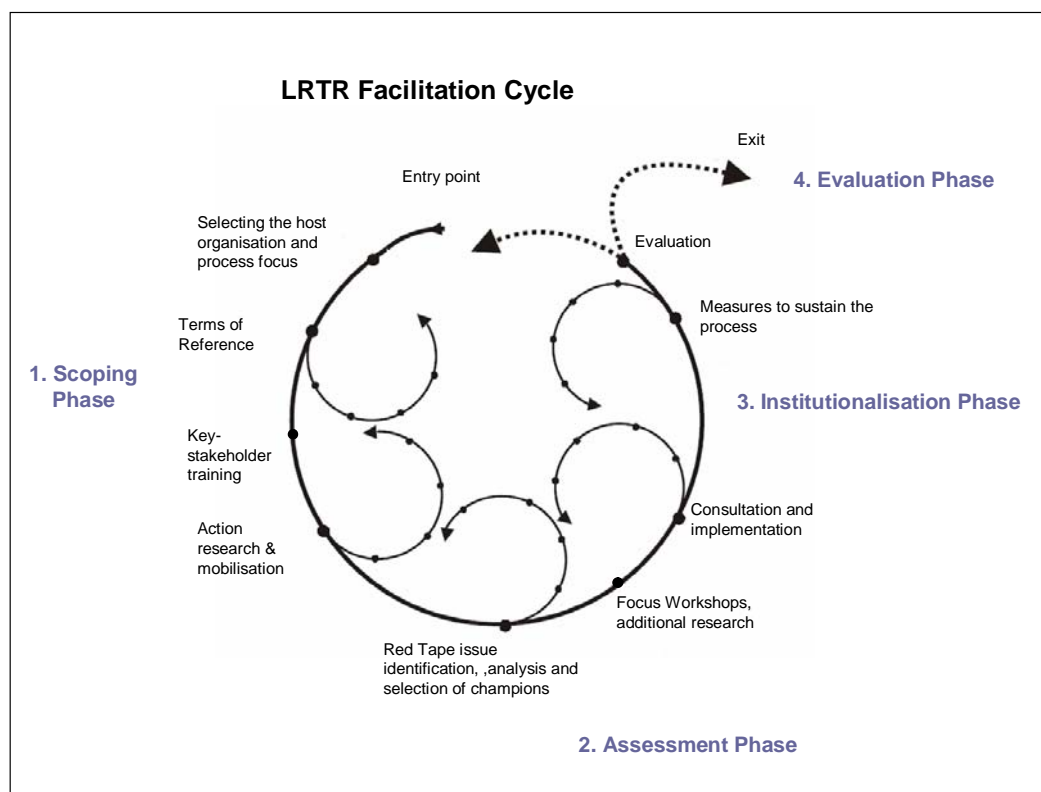 LRTR Facilitation Cycle
Exit
4. Evaluation Phase
Entry point
Selecting the host
organisation and
process focus
Evaluation
Measures to sustain the
process
Terms of
Reference
1. Scoping
Phase
3. Institutionalisation Phase
Key-
stakeholder
training
Consultation and
implementation
Action
research &
mobilisation
Focus Workshops,
additional research
Red Tape issue
identification, ,analysis and
selection of champions
2. Assessment Phase